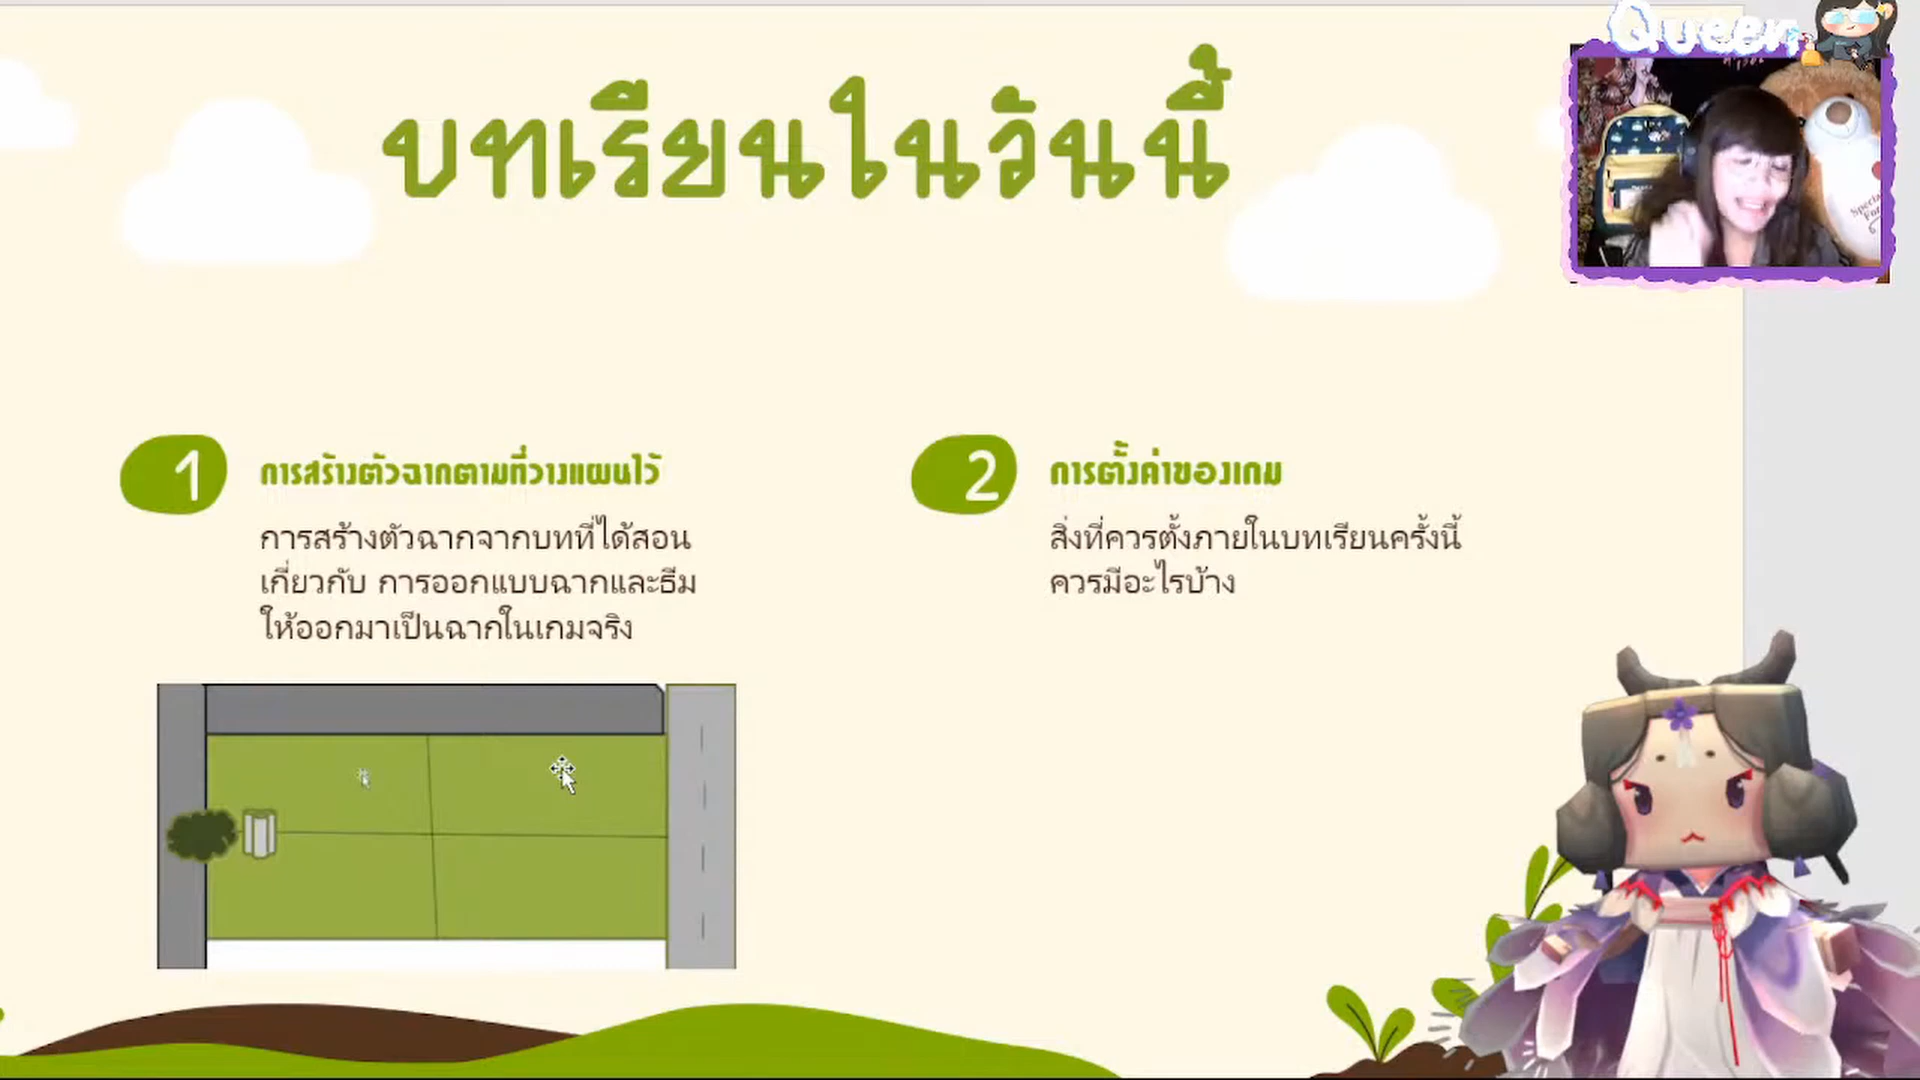 Queen
บทเรียนในวันนี้
1
การสร้างตัวฉากตามที่วางแผนไว้
การสร้างตัวฉากจากบทที่ได้สอน
เกี่ยวกับ การออกแบบฉากและธีม
ให้ออกมาเป็นฉากในเกมจริง
2
การตั้งค่าของเกม
สิ่งที่ควรตั้งภายในบทเรียนครั้งนี้
ควรมีอะไรบ้าง